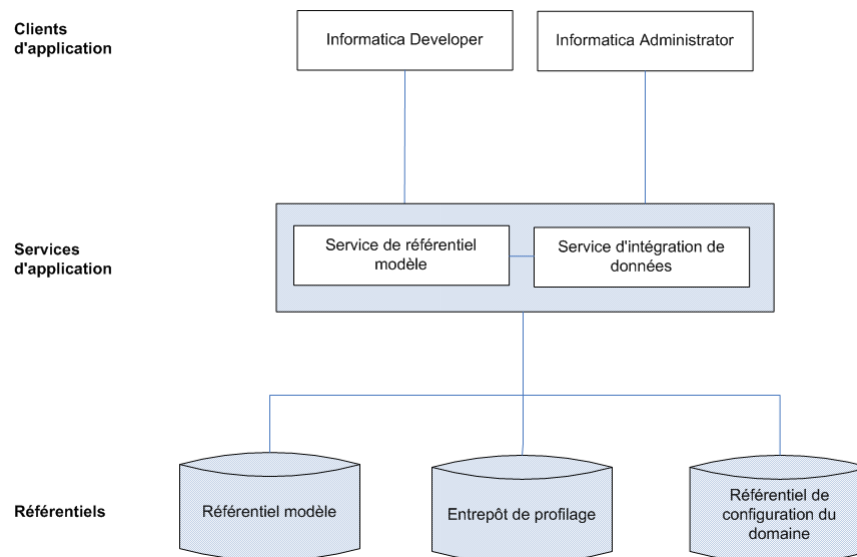 Clients
d'application
Informatica Developer
Informatica Administrator
Services
d'application
Service de référentiel
modèle
Service d'intégration de
données
Référentiels
Référentiel modèle
Entrepôt de profilage
Référentiel de
configuration du
domaine